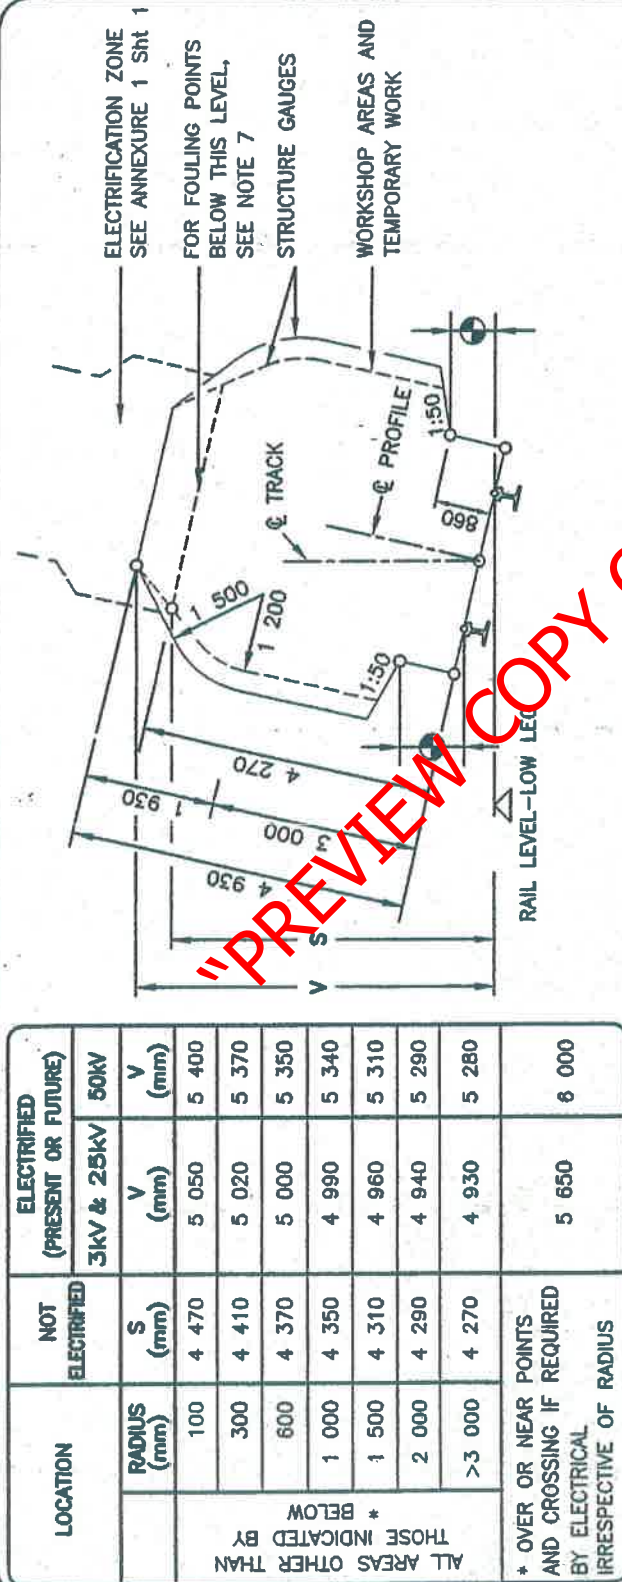 ELECTRIFICATION ZONE
SEE ANNEXURE 1 Sht 1
FOR FOULING POINTS
BELOW THIS LEVEL,
SEE NOTE 7
STRUCTURE GAUGES
WORKSHOP AREAS AND
TEMPORARY WORK
℄ TRACK
℄ PROFILE
1 500
1 200
1:50
1:50
860
4 270
1 930
3 000
4 930
S
V
RAIL LEVEL-LOW LEG
"PREVIEW COPY
LOCATION
NOT
ELECTRIFIED
ELECTRIFIED
(PRESENT OR FUTURE)
3kV & 25kV
50kV
RADIUS
(mm)
S
(mm)
V
(mm)
V
(mm)
100 4 470 5 050 5 400
300 4 410 5 020 5 370
600 4 370 5 000 5 350
1 000 4 350 4 990 5 340
1 500 4 310 4 960 5 310
2 000 4 290 4 940 5 290
>3 000 4 270 4 930 5 280
ALL AREAS OTHER THAN
THOSE INDICATED BY
* BELOW
* OVER OR NEAR POINTS
AND CROSSING IF REQUIRED
BY ELECTRICAL
IRRESPECTIVE OF RADIUS
5 650
6 000